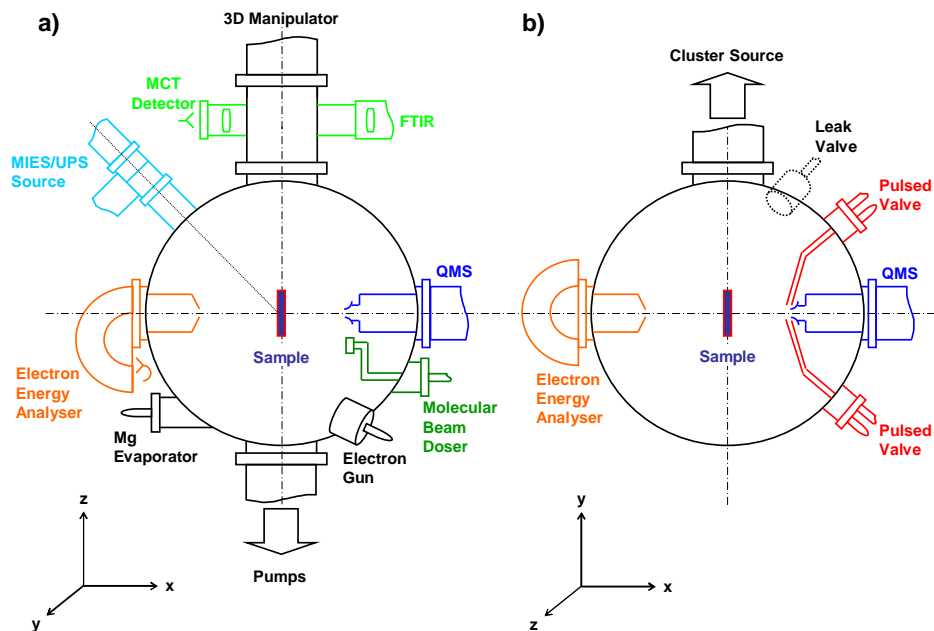 a)
3D Manipulator
MCT
Detector
FTIR
MIES/UPS
Source
QMS
Sample
Electron
Energy
Analyser
Mg
Evaporator
Electron
Gun
Molecular
Beam
Doser
Pumps
z
x
y
b)
Cluster Source
Leak
Valve
Pulsed
Valve
QMS
Sample
Electron
Energy
Analyser
Pulsed
Valve
y
x
z